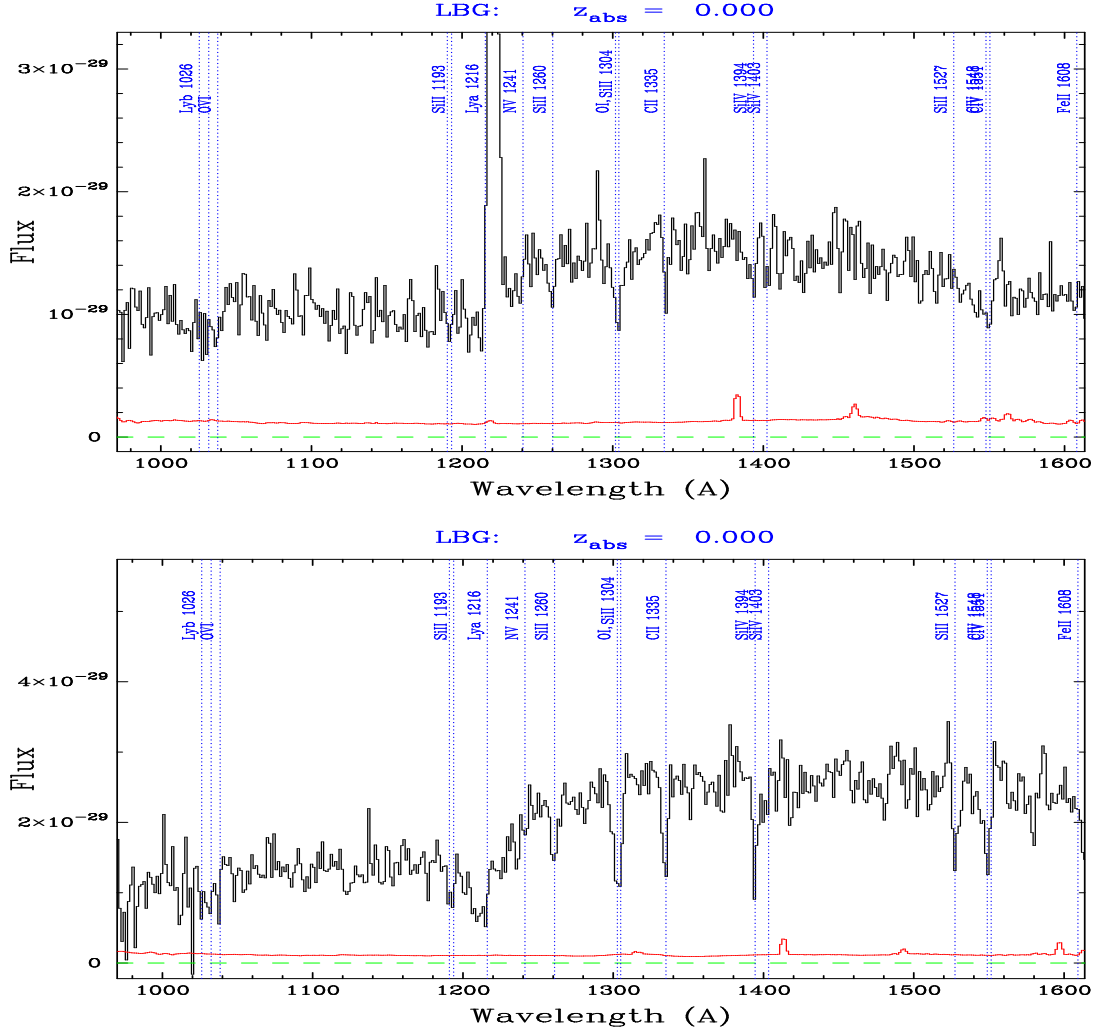 LBG: z_abs = 0.000
Lyb 1026
OVI
SiII 1193
Lya 1216
NV 1241
SiII 1260
OI,SiII 1304
CII 1335
SiIV 1394
SiIV 1403
SiII 1527
CIV
CIV
FeII 1608
3×10⁻²⁹
2×10⁻²⁹
10⁻²⁹
0
Flux
1000 1100 1200 1300 1400 1500 1600
Wavelength (A)
LBG: z_abs = 0.000
Lyb 1026
OVI
SiII 1193
Lya 1216
NV 1241
SiII 1260
OI,SiII 1304
CII 1335
SiIV 1394
SiIV 1403
SiII 1527
CIV
CIV
FeII 1608
4×10⁻²⁹
2×10⁻²⁹
0
Flux
1000 1100 1200 1300 1400 1500 1600
Wavelength (A)